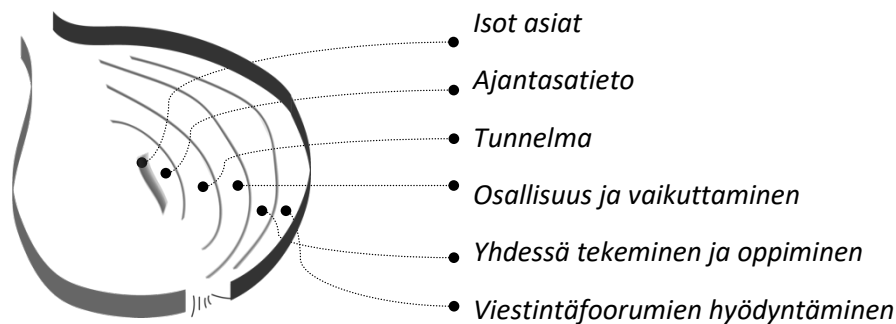 Isot asiat
Ajantasatieto
Tunnelma
Osallisuus ja vaikuttaminen
Yhdessä tekeminen ja oppiminen
Viestintäfoorumien hyödyntäminen